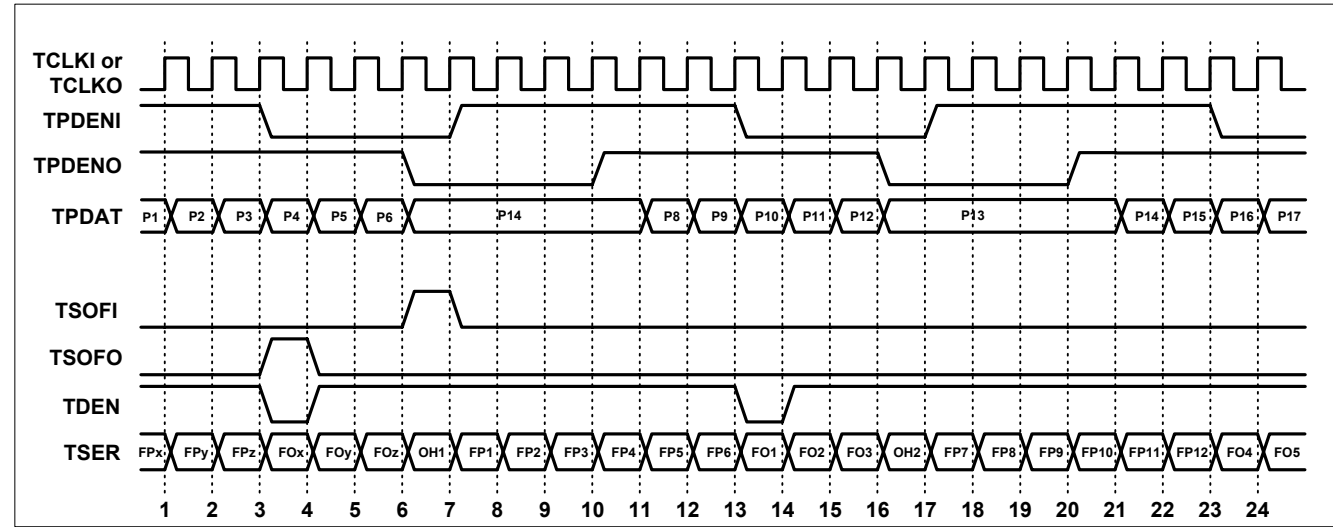 TCLKI or
TCLKO
TPDENI
TPDENO
TPDAT P1 P2 P3 P4 P5 P6 P14 P8 P9 P10 P11 P12 P13 P14 P15 P16 P17
TSOFI
TSOFO
TDEN
TSER FPx FPy FPz FOx FOy FOz OH1 FP1 FP2 FP3 FP4 FP5 FP6 FO1 FO2 FO3 OH2 FP7 FP8 FP9 FP10 FP11 FP12 FO4 FO5
1 2 3 4 5 6 7 8 9 10 11 12 13 14 15 16 17 18 19 20 21 22 23 24